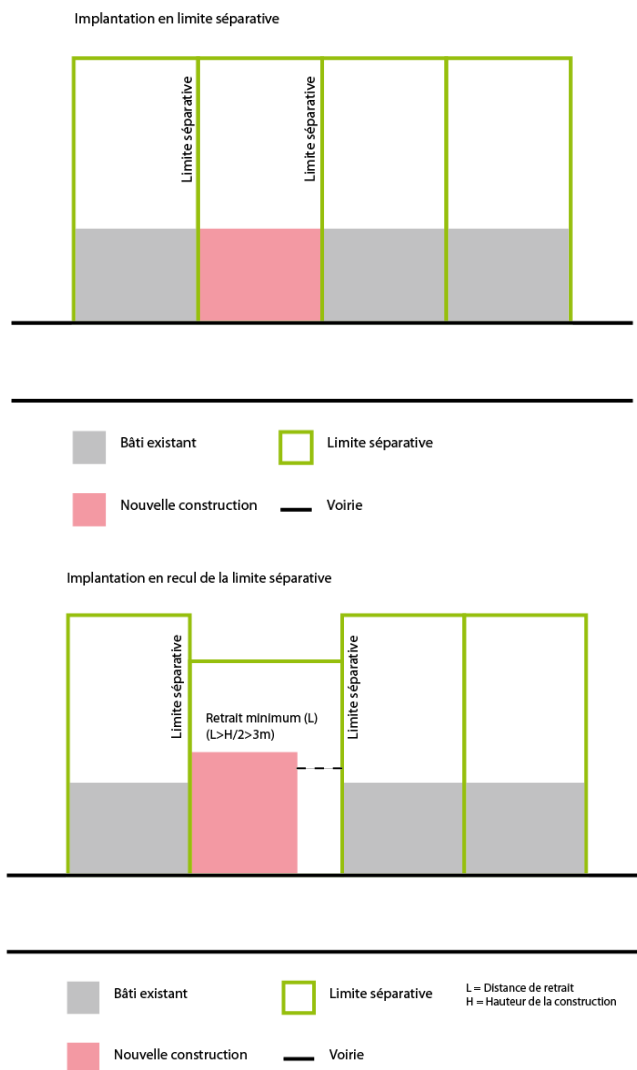 Implantation en limite séparative
Limite séparative
Limite séparative
Bâti existant
Limite séparative
Nouvelle construction
Voirie
Implantation en recul de la limite séparative
Limite séparative
Retrait minimum (L)
(L>H/2>3m)
Limite séparative
Bâti existant
Limite séparative
L = Distance de retrait
H = Hauteur de la construction
Nouvelle construction
Voirie